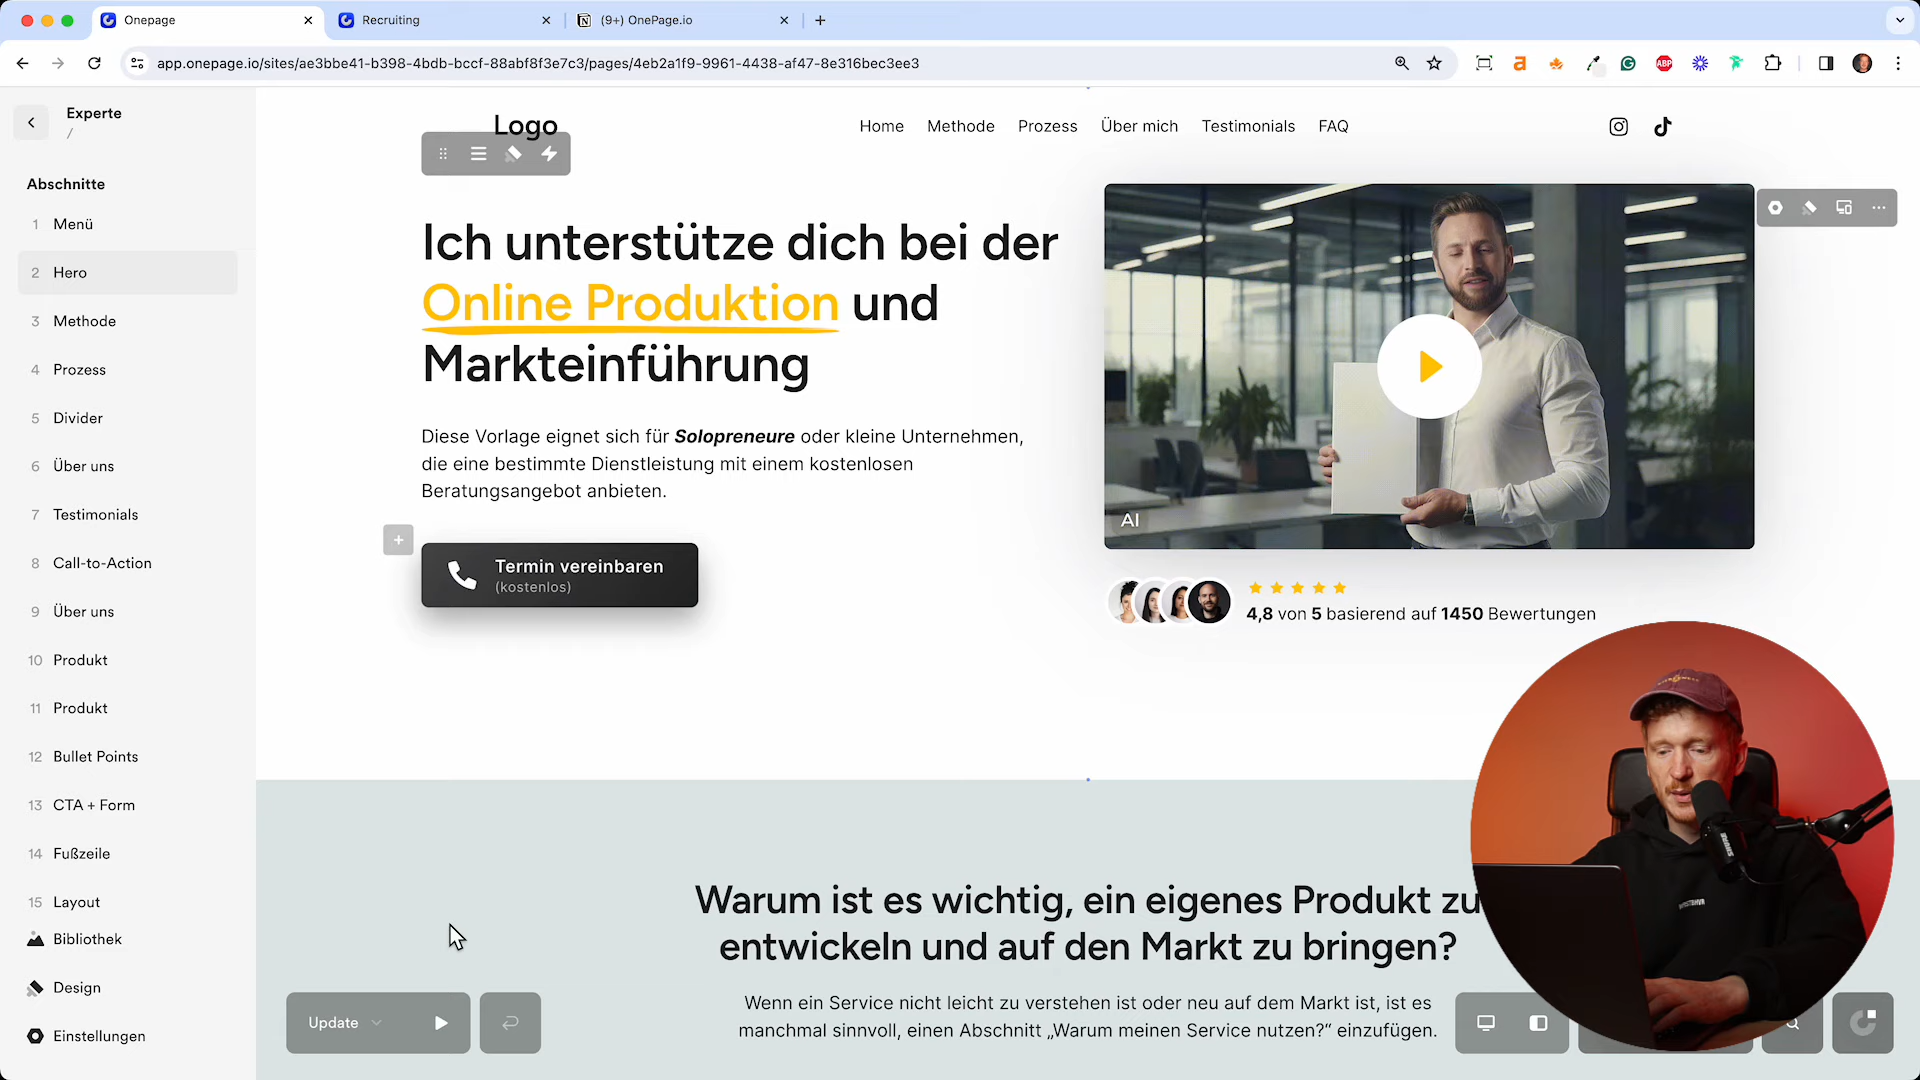 Onepage
Recruiting
(9+) OnePage.io
app.onepage.io/sites/ae3bbe41-b398-4bdb-bccf-88abf8f3e7c3/pages/4eb2a1f9-9961-4438-af47-8e316bec3ee3
ABP
Experte
/
Abschnitte
1 Menü
2 Hero
3 Methode
4 Prozess
5 Divider
6 Über uns
7 Testimonials
8 Call-to-Action
9 Über uns
10 Produkt
11 Produkt
12 Bullet Points
13 CTA + Form
14 Fußzeile
15 Layout
Bibliothek
Design
Einstellungen
Logo
Home Methode Prozess Über mich Testimonials FAQ
Ich unterstütze dich bei der
Online Produktion und
Markteinführung
Diese Vorlage eignet sich für Solopreneure oder kleine Unternehmen,
die eine bestimmte Dienstleistung mit einem kostenlosen
Beratungsangebot anbieten.
Termin vereinbaren
(kostenlos)
AI
4,8 von 5 basierend auf 1450 Bewertungen
Warum ist es wichtig, ein eigenes Produkt zu
entwickeln und auf den Markt zu bringen?
Wenn ein Service nicht leicht zu verstehen ist oder neu auf dem Markt ist, ist es
manchmal sinnvoll, einen Abschnitt „Warum meinen Service nutzen?“ einzufügen.
Update
SHURE